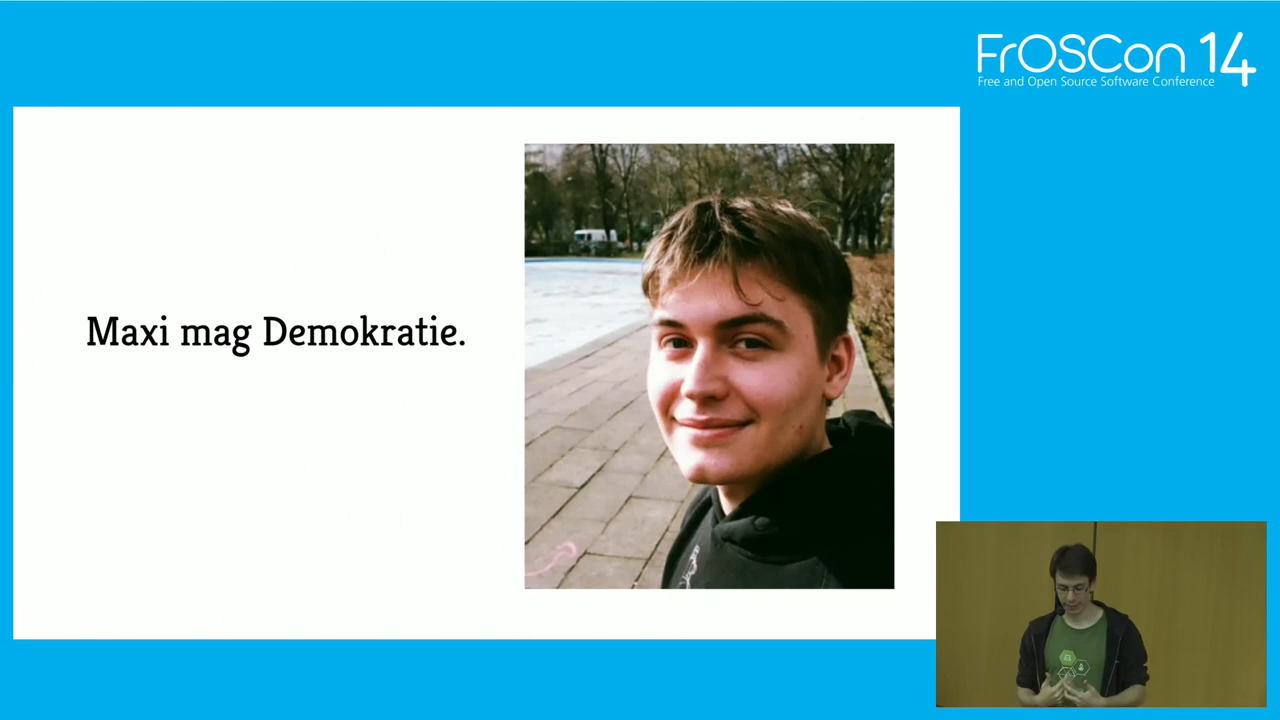 FrOSCon 14
Free and Open Source Software Conference
Maxi mag Demokratie.